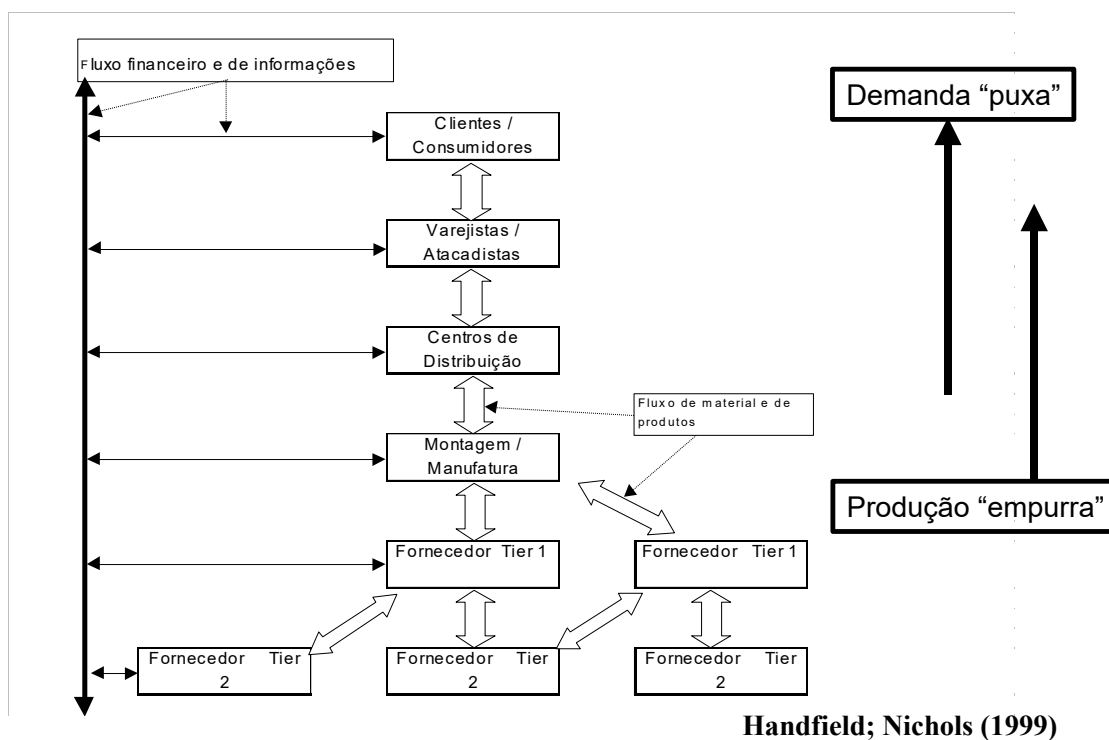 Fluxo financeiro e de informações
Demanda “puxa”
Clientes /
Consumidores
Varejistas /
Atacadistas
Centros de
Distribuição
Fluxo de material e de
produtos
Montagem /
Manufatura
Produção “empurra”
Fornecedor Tier 1
Fornecedor Tier 1
Fornecedor Tier
2
Fornecedor Tier
2
Fornecedor Tier
2
Handfield; Nichols (1999)